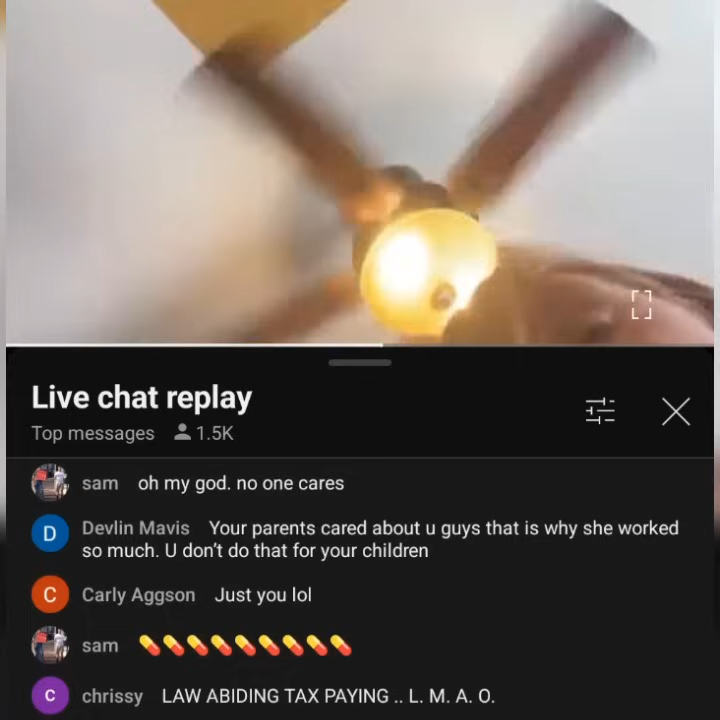 Live chat replay
Top messages 1.5K
sam oh my god. no one cares
D Devlin Mavis Your parents cared about u guys that is why she worked
so much. U don't do that for your children
C Carly Aggson Just you lol
sam 💊💊💊💊💊💊💊💊💊
C chrissy LAW ABIDING TAX PAYING .. L. M. A. O.